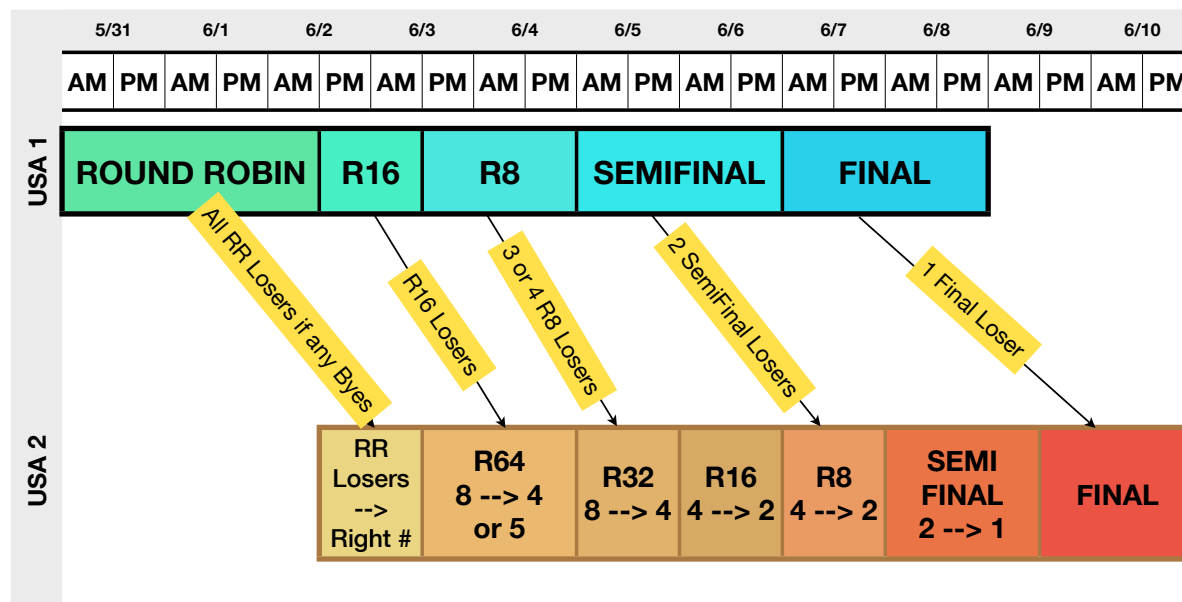 5/31 6/1 6/2 6/3 6/4 6/5 6/6 6/7 6/8 6/9 6/10
AM PM AM PM AM PM AM PM AM PM AM PM AM PM AM PM AM PM AM PM AM PM
USA 1
ROUND ROBIN R16 R8 SEMIFINAL FINAL
All RR Losers if any Byes
R16 Losers
3 or 4 R8 Losers
2 SemiFinal Losers
1 Final Loser
USA 2
RR
Losers
-->
Right #
R64
8 --> 4
or 5
R32
8 --> 4
R16
4 --> 2
R8
4 --> 2
SEMI
FINAL
2 --> 1
FINAL